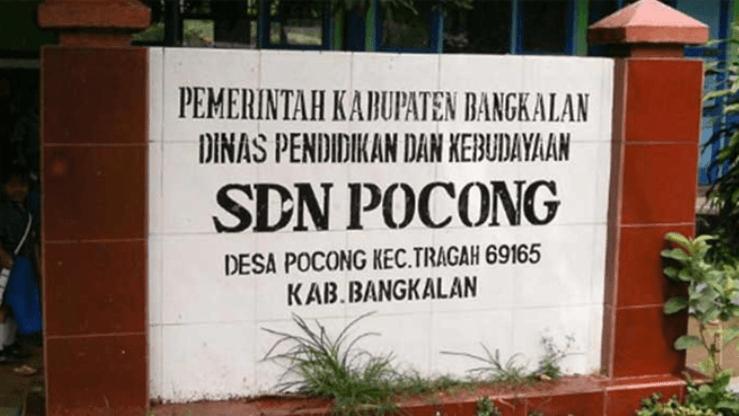 PEMERINTAH KABUPATEN BANGKALAN
DINAS PENDIDIKAN DAN KEBUDAYAAN
SDN POCONG
DESA POCONG KEC.TRAGAH 69165
KAB.BANGKALAN